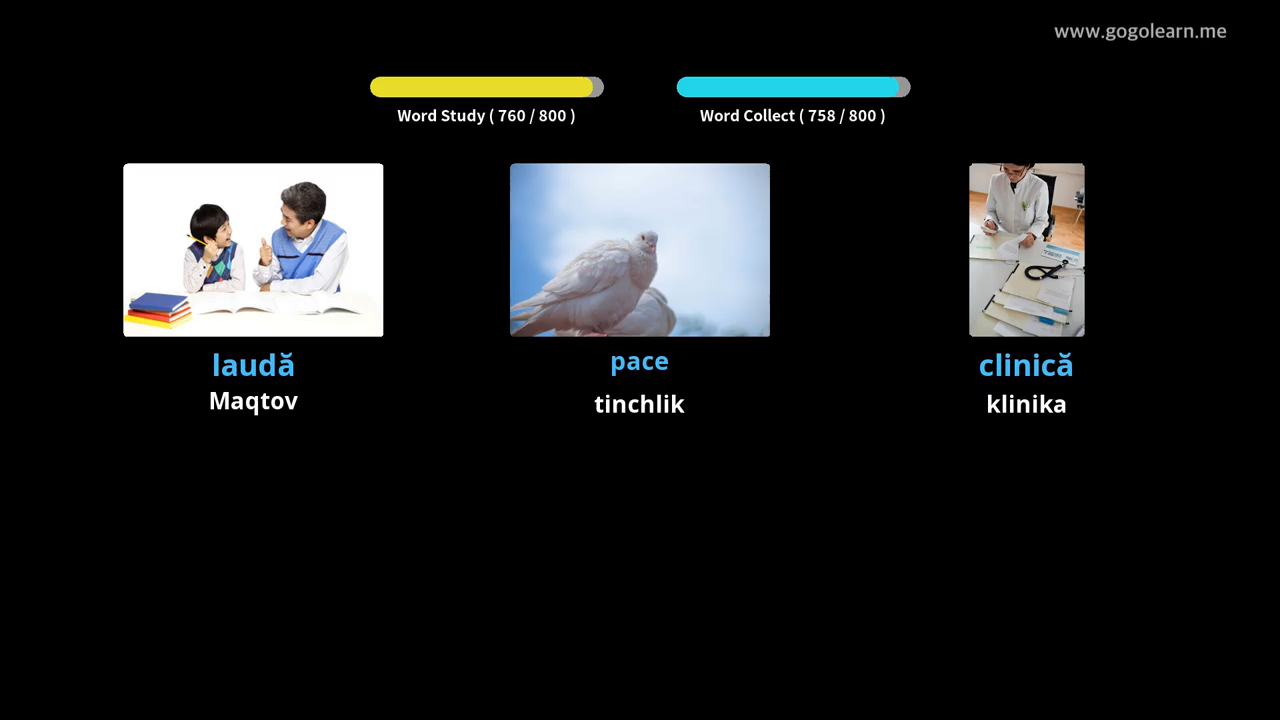 www.gogolearn.me
Word Study ( 760 / 800 )
Word Collect ( 758 / 800 )
laudă
Maqtov
pace
tinchlik
clinică
klinika